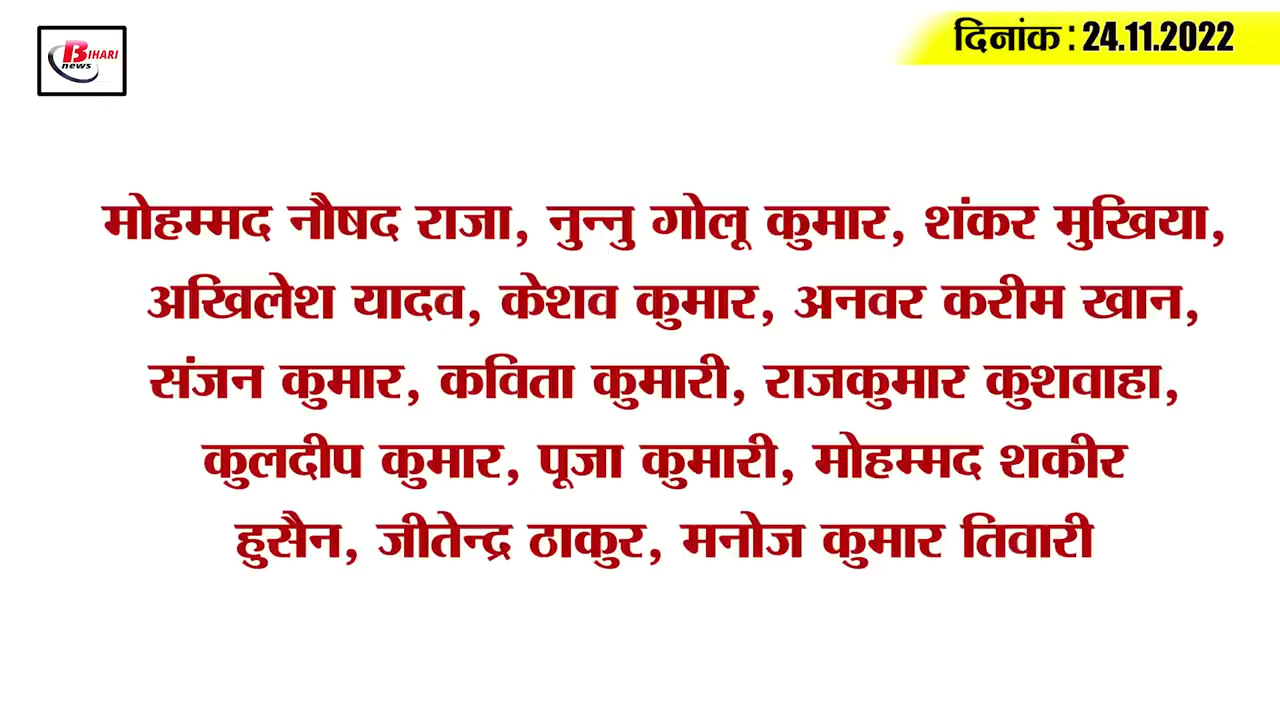 BIHARI
news
दिनांक : 24.11.2022
मोहम्मद नौषद राजा, नुन्नु गोलू कुमार, शंकर मुखिया,
अखिलेश यादव, केशव कुमार, अनवर करीम खान,
संजन कुमार, कविता कुमारी, राजकुमार कुशवाहा,
कुलदीप कुमार, पूजा कुमारी, मोहम्मद शकीर
हुसैन, जीतेन्द्र ठाकुर, मनोज कुमार तिवारी